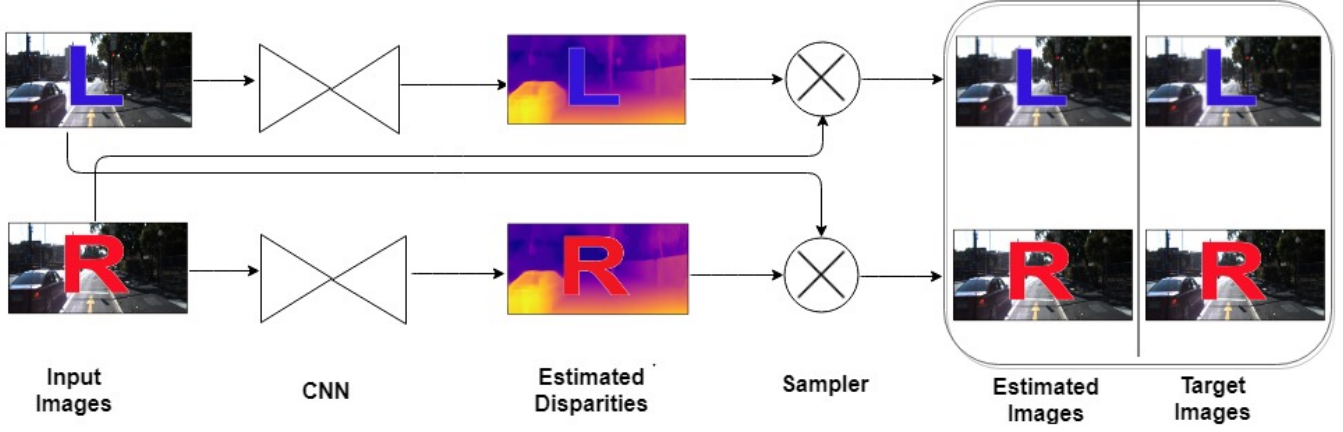 L
L
L
L
R
R
R
R
Input
Images
CNN
Estimated
Disparities
Sampler
Estimated
Images
Target
Images